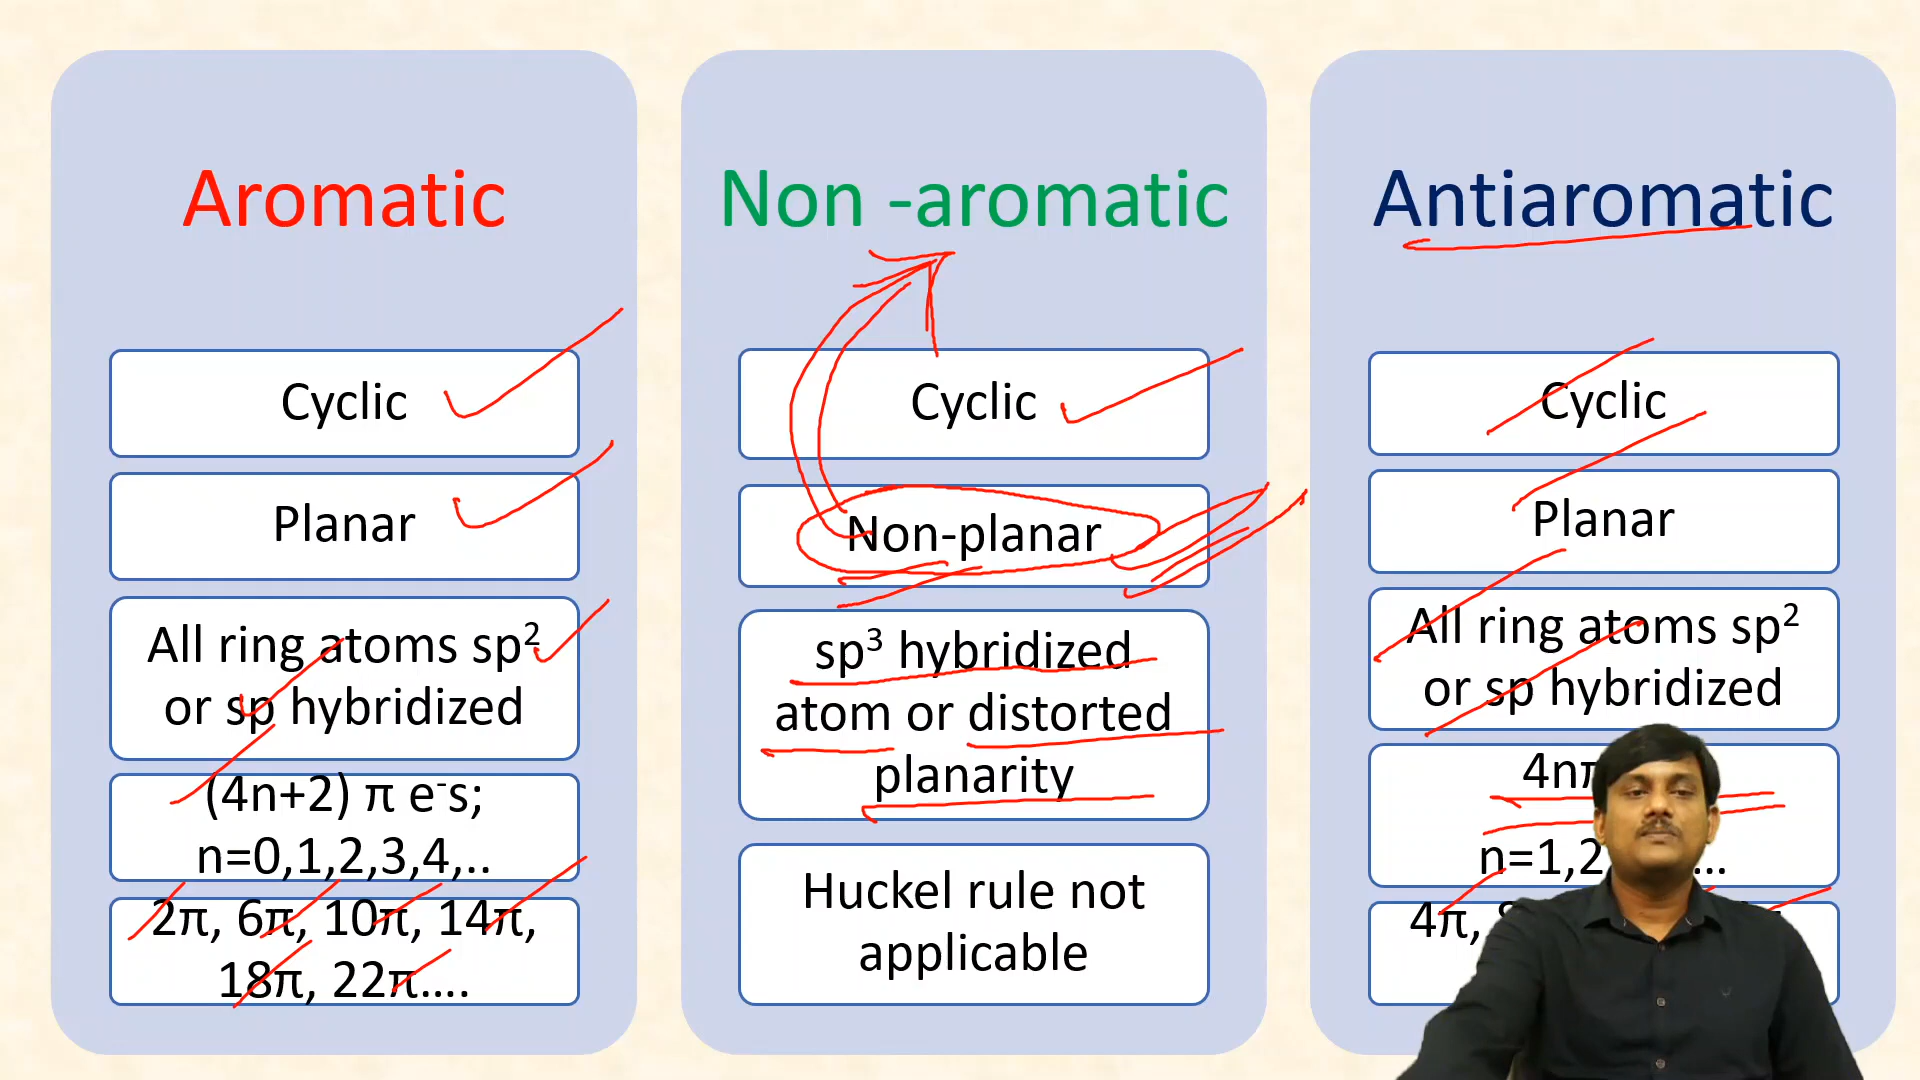 Aromatic
Cyclic
Planar
All ring atoms sp²
or sp hybridized
(4n+2) π e⁻s;
n=0,1,2,3,4,..
2π, 6π, 10π, 14π,
18π, 22π....
Non -aromatic
Cyclic
Non-planar
sp³ hybridized
atom or distorted
planarity
Huckel rule not
applicable
Antiaromatic
Cyclic
Planar
All ring atoms sp²
or sp hybridized
4nπ
n=1,2
4π,